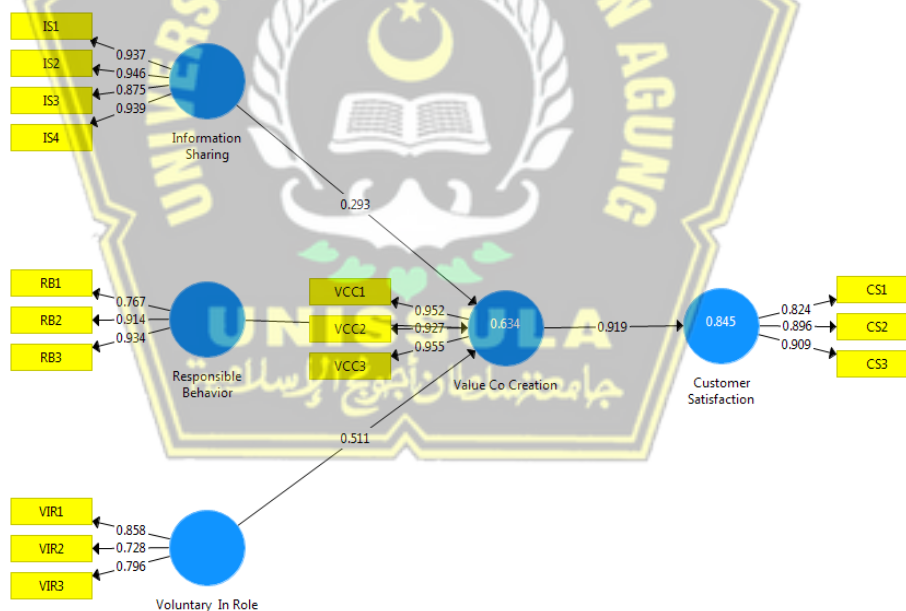 IS1
IS2
IS3
IS4
0.937
0.946
0.875
0.939
Information
Sharing
0.293
RB1
RB2
RB3
0.767
0.914
0.934
Responsible
Behavior
VCC1
VCC2
VCC3
0.952
0.927
0.955
0.634
Value Co Creation
0.919
0.845
Customer
Satisfaction
0.824
0.896
0.909
CS1
CS2
CS3
0.511
VIR1
VIR2
VIR3
0.858
0.728
0.796
Voluntary In Role
AGUNG
UNISSULA